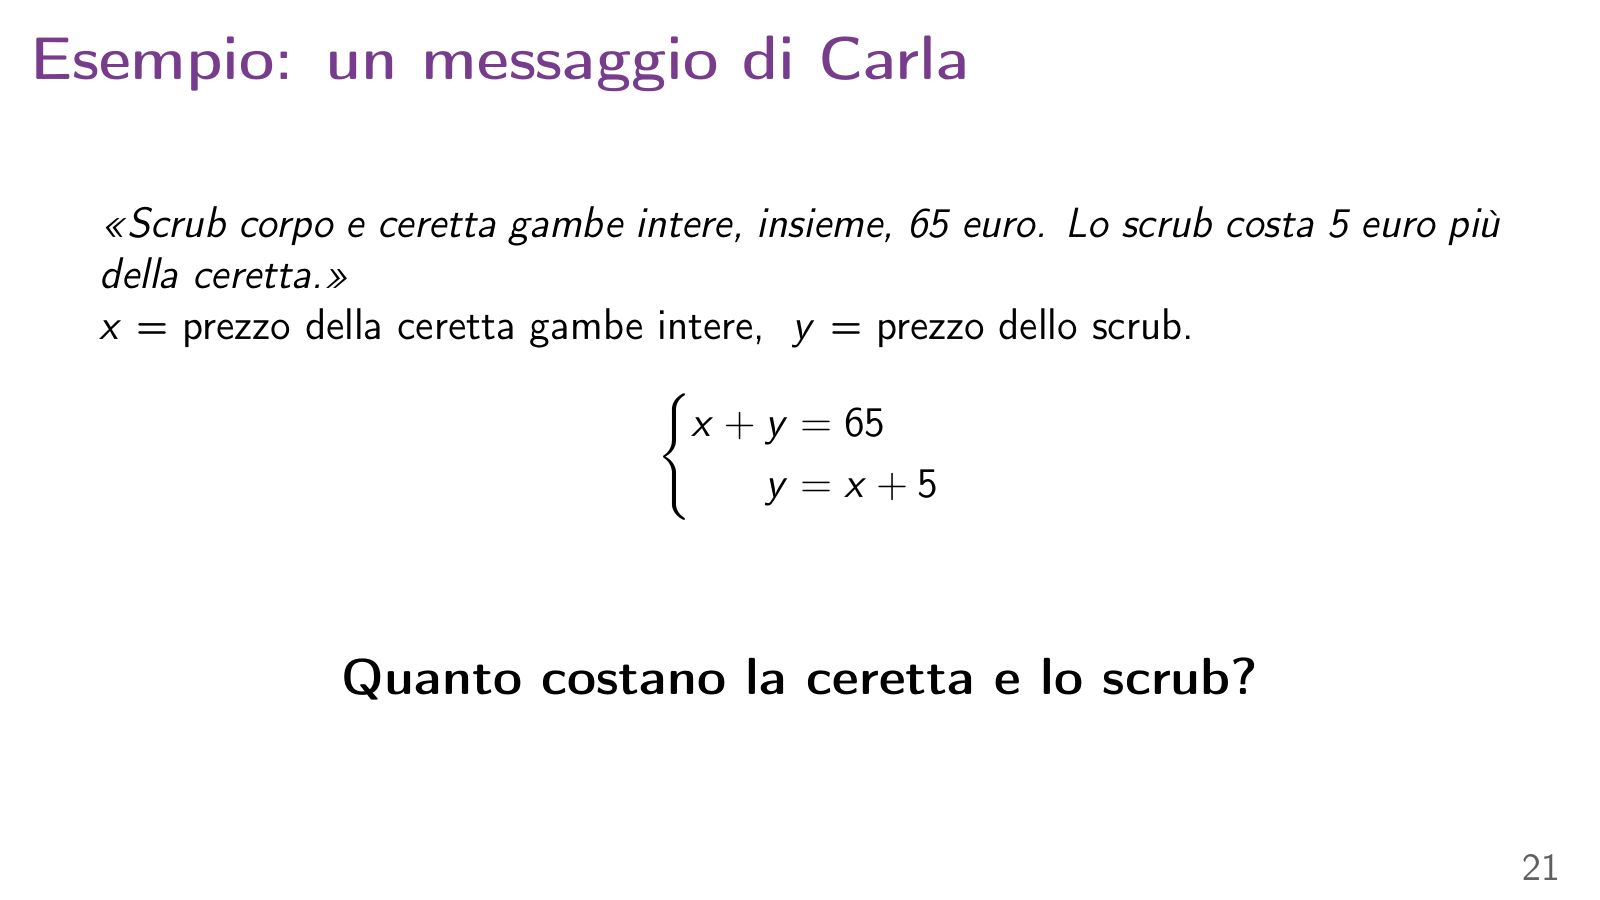 Esempio: un messaggio di Carla
«Scrub corpo e ceretta gambe intere, insieme, 65 euro. Lo scrub costa 5 euro più
della ceretta.»
x = prezzo della ceretta gambe intere, y = prezzo dello scrub.
x + y = 65
y = x + 5
Quanto costano la ceretta e lo scrub?
21